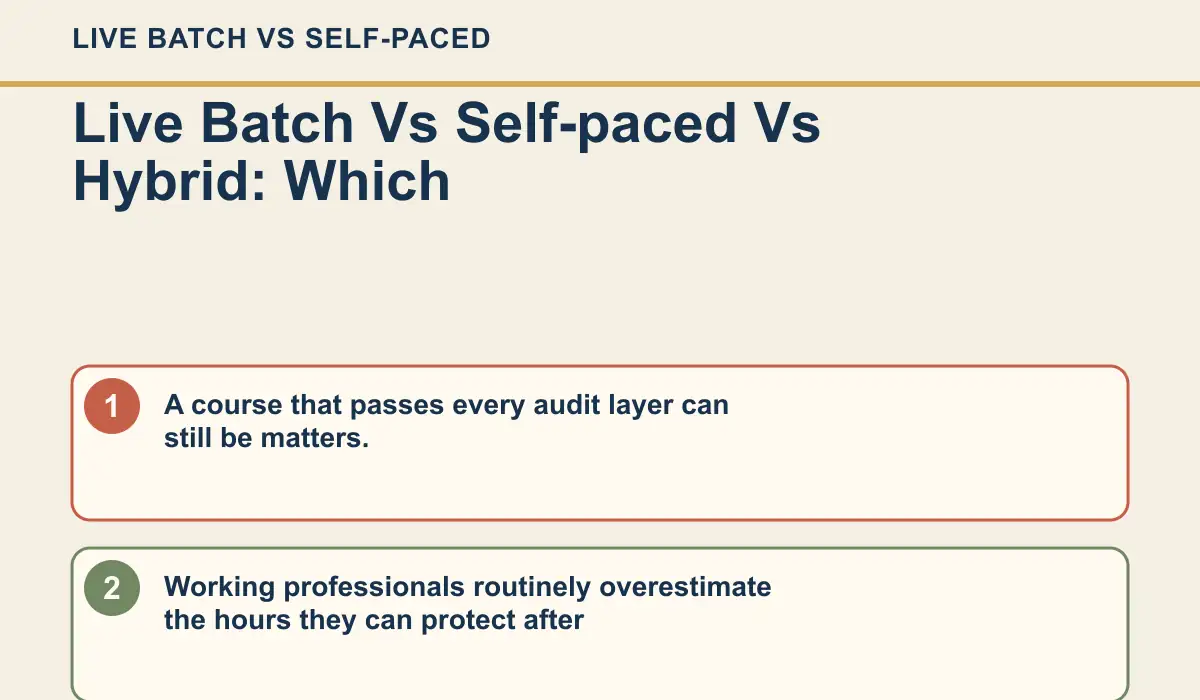 LIVE BATCH VS SELF-PACED
Live Batch Vs Self-paced Vs
Hybrid: Which
1
A course that passes every audit layer can
still be matters.
2
Working professionals routinely overestimate
the hours they can protect after